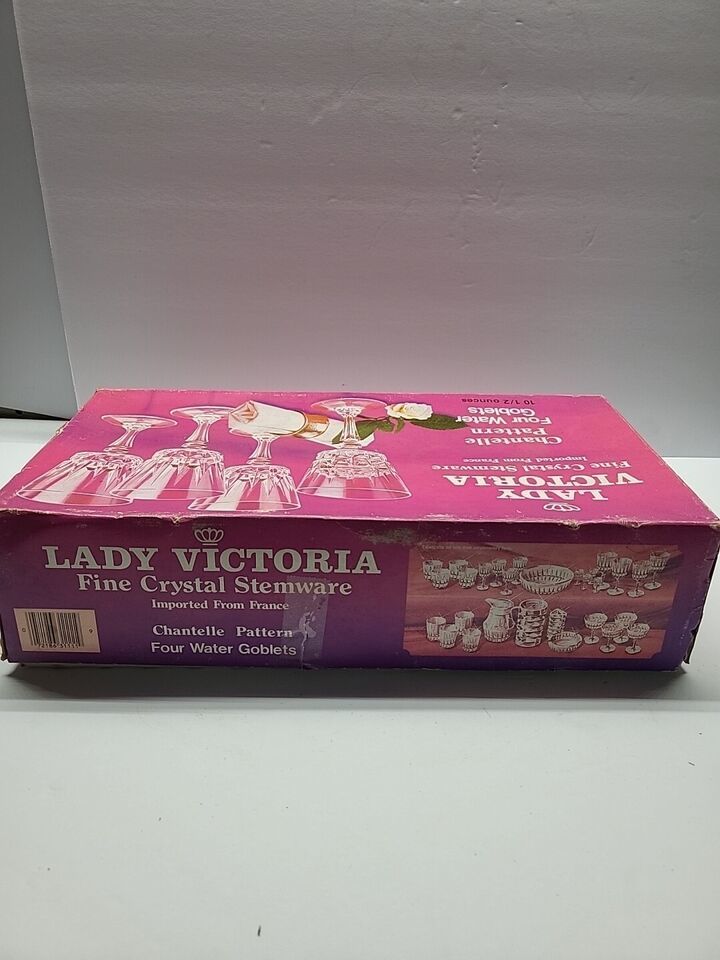 LADY
VICTORIA
Fine Crystal Stemware
Imported From France
Chantelle
Pattern
Four Water
Goblets
10 1/2 ounces
LADY VICTORIA
Fine Crystal Stemware
Imported From France
Chantelle Pattern
Four Water Goblets